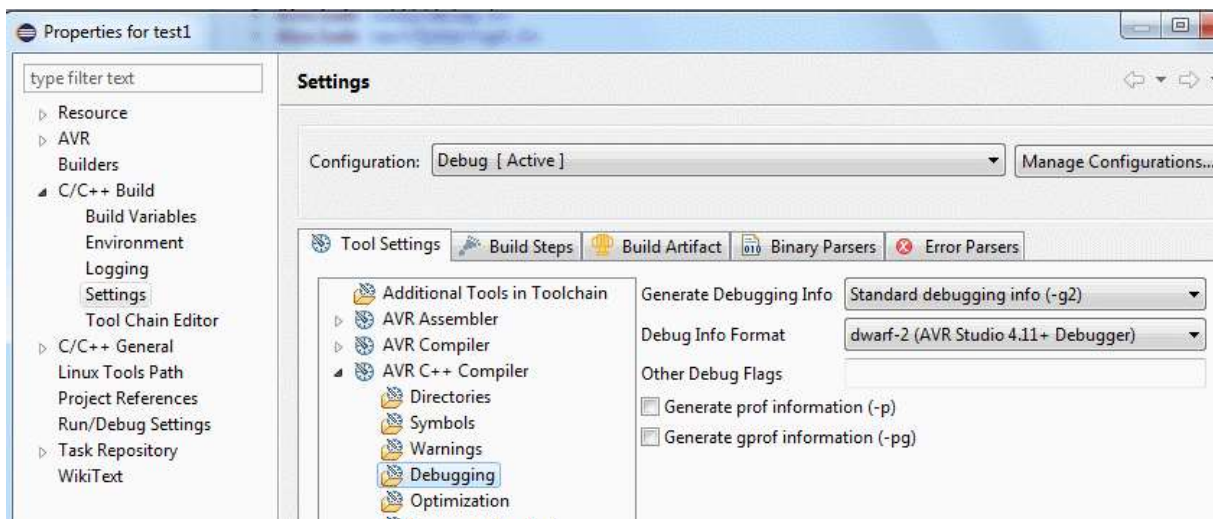 Properties for test1
type filter text
Resource
AVR
Builders
C/C++ Build
Build Variables
Environment
Logging
Settings
Tool Chain Editor
C/C++ General
Linux Tools Path
Project References
Run/Debug Settings
Task Repository
WikiText
Settings
Configuration: Debug [ Active ] Manage Configurations...
Tool Settings Build Steps Build Artifact 010 Binary Parsers Error Parsers
Additional Tools in Toolchain
AVR Assembler
AVR Compiler
AVR C++ Compiler
Directories
Symbols
Warnings
Debugging
Optimization
Generate Debugging Info Standard debugging info (-g2)
Debug Info Format dwarf-2 (AVR Studio 4.11+ Debugger)
Other Debug Flags
Generate prof information (-p)
Generate gprof information (-pg)